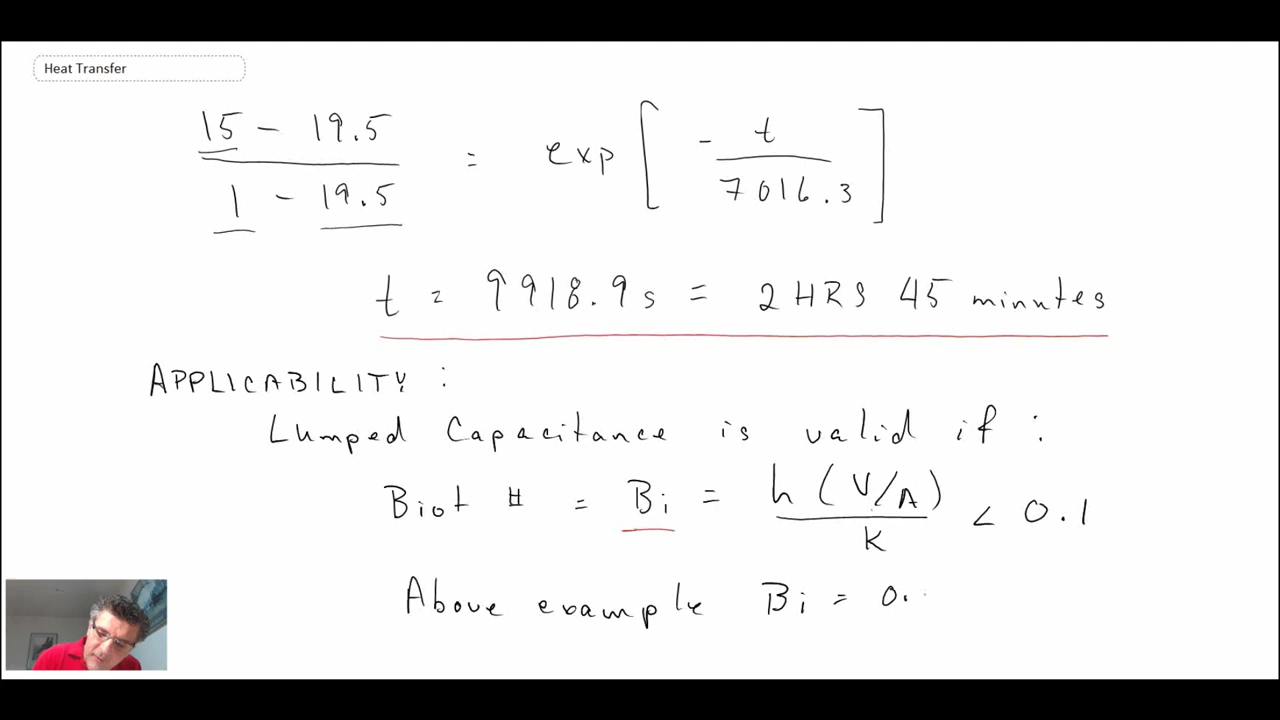 Heat Transfer
15 - 19.5 / 1 - 19.5 = exp [ - t / 7016.3 ]
t = 9918.9 s = 2 HRS 45 minutes
APPLICABILITY :
Lumped Capacitance is valid if :
Biot # = Bi = h (V/A) / K < 0.1
Above example Bi = 0.